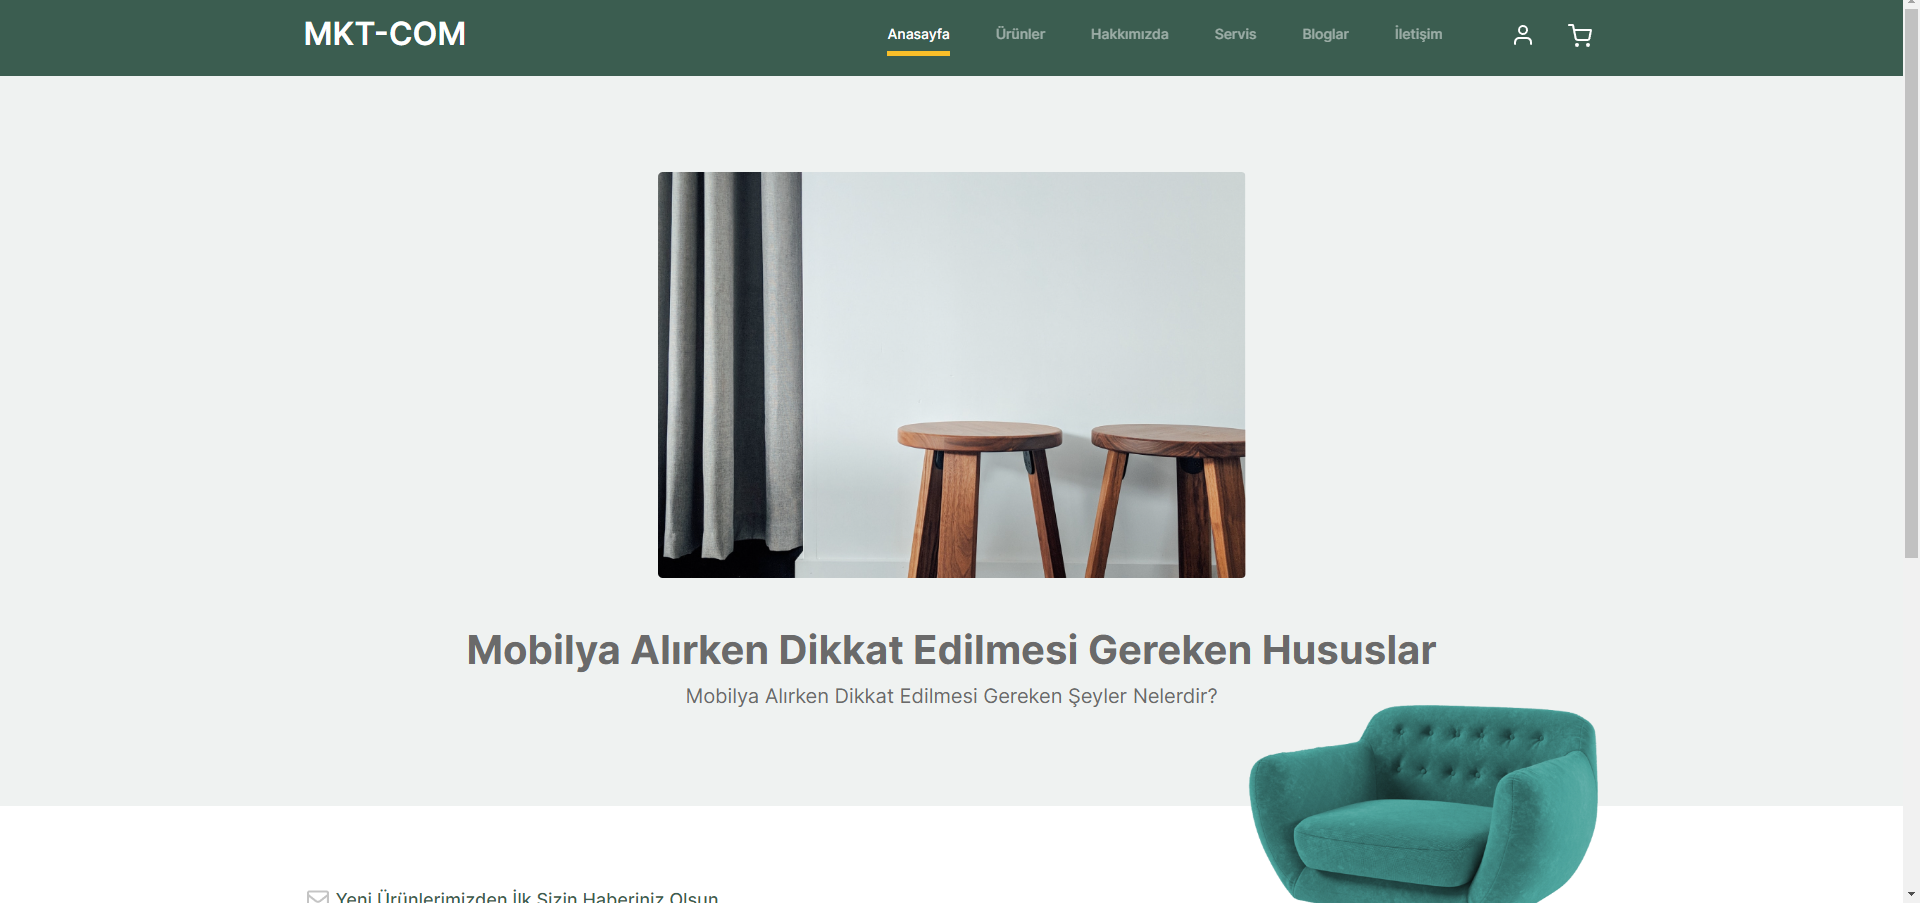 MKT-COM
Anasayfa Ürünler Hakkımızda Servis Bloglar İletişim
Mobilya Alırken Dikkat Edilmesi Gereken Hususlar
Mobilya Alırken Dikkat Edilmesi Gereken Şeyler Nelerdir?
Yeni Ürünlerimizden İlk Sizin Haberiniz Olsun